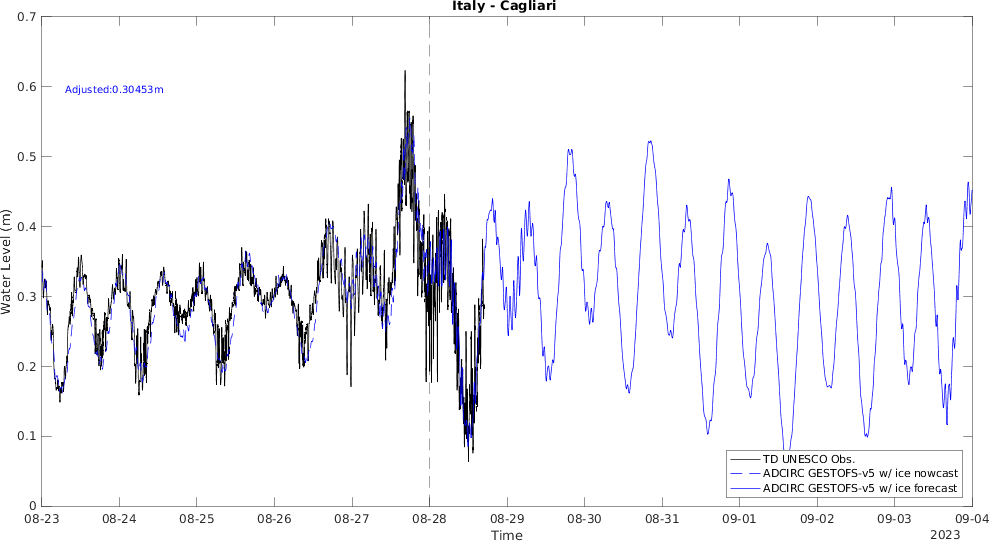 Italy - Cagliari
0.7
0.6
0.5
0.4
0.3
0.2
0.1
0
Water Level (m)
Adjusted:0.30453m
TD UNESCO Obs.
ADCIRC GESTOFS-v5 w/ ice nowcast
ADCIRC GESTOFS-v5 w/ ice forecast
08-23 08-24 08-25 08-26 08-27 08-28 08-29 08-30 08-31 09-01 09-02 09-03 09-04
Time
2023